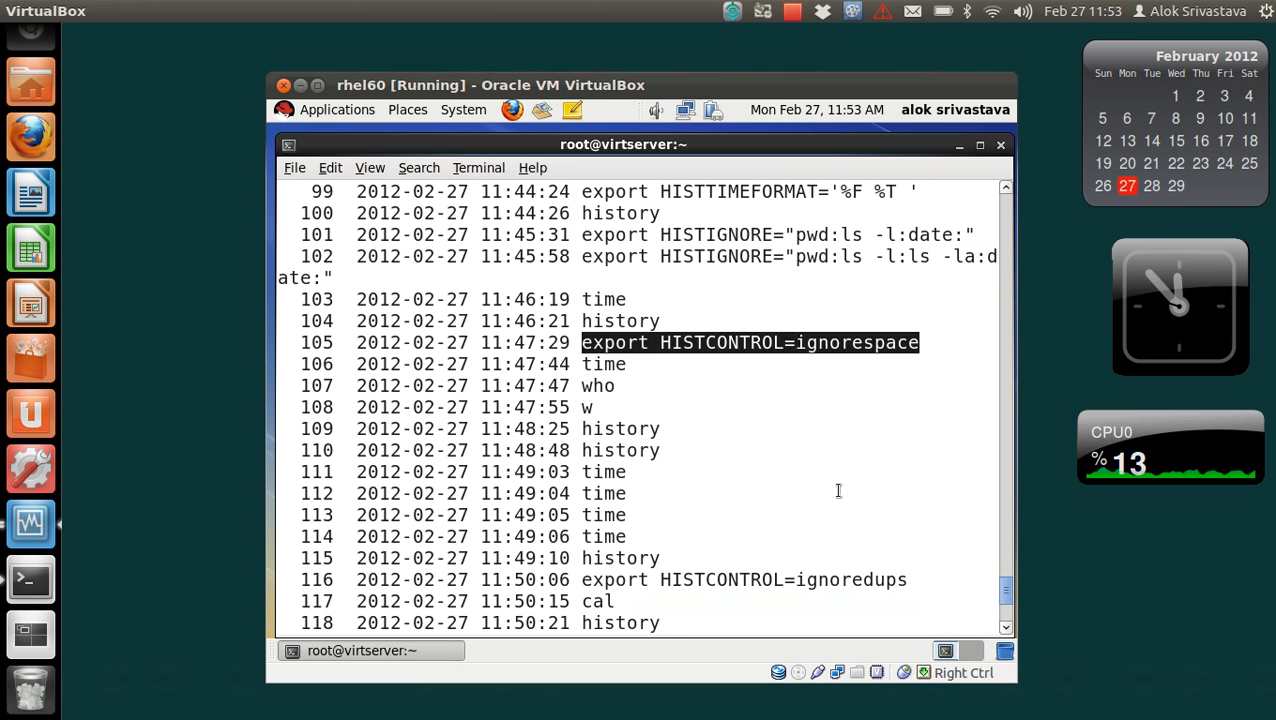 VirtualBox
Feb 27 11:53 Alok Srivastava
rhel60 [Running] - Oracle VM VirtualBox
Applications Places System
Mon Feb 27, 11:53 AM alok srivastava
root@virtserver:~
File Edit View Search Terminal Help
99 2012-02-27 11:44:24 export HISTTIMEFORMAT='%F %T '
100 2012-02-27 11:44:26 history
101 2012-02-27 11:45:31 export HISTIGNORE="pwd:ls -l:date:"
102 2012-02-27 11:45:58 export HISTIGNORE="pwd:ls -l:ls -la:d
ate:"
103 2012-02-27 11:46:19 time
104 2012-02-27 11:46:21 history
105 2012-02-27 11:47:29 export HISTCONTROL=ignorespace
106 2012-02-27 11:47:44 time
107 2012-02-27 11:47:47 who
108 2012-02-27 11:47:55 w
109 2012-02-27 11:48:25 history
110 2012-02-27 11:48:48 history
111 2012-02-27 11:49:03 time
112 2012-02-27 11:49:04 time
113 2012-02-27 11:49:05 time
114 2012-02-27 11:49:06 time
115 2012-02-27 11:49:10 history
116 2012-02-27 11:50:06 export HISTCONTROL=ignoredups
117 2012-02-27 11:50:15 cal
118 2012-02-27 11:50:21 history
root@virtserver:~
Right Ctrl
February 2012
Sun Mon Tue Wed Thu Fri Sat
1 2 3 4
5 6 7 8 9 10 11
12 13 14 15 16 17 18
19 20 21 22 23 24 25
26 27 28 29
CPU0
% 13